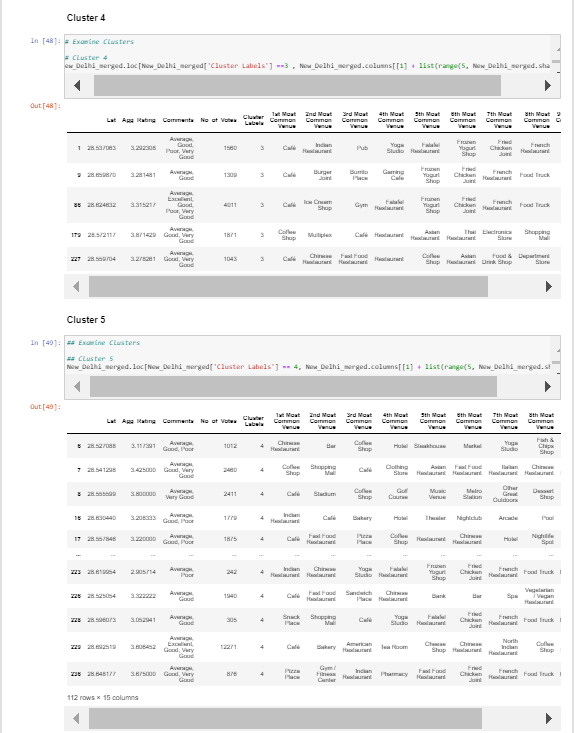 Cluster 4
In [48]:
# Examine Clusters
# Cluster 4
ew_Delhi_merged.loc[New_Delhi_merged['Cluster Labels'] ==3 , New_Delhi_merged.columns[[1] + list(range(5, New_Delhi_merged.sha
Out[48]:
Lat Agg Rating Comments No of Votes Cluster Labels 1st Most Common Venue 2nd Most Common Venue 3rd Most Common Venue 4th Most Common Venue 5th Most Common Venue 6th Most Common Venue 7th Most Common Venue 8th Most Common Venue
1 28.537063 3.292308 Average, Good, Poor, Very Good 1560 3 Café Indian Restaurant Pub Yoga Studio Falafel Restaurant Frozen Yogurt Shop Fried Chicken Joint French Restaurant
9 28.659870 3.281481 Average, Good, Very Good 1309 3 Café Burger Joint Burrito Place Gaming Cafe Frozen Yogurt Shop Fried Chicken Joint French Restaurant Food Truck
86 28.624632 3.315217 Average, Excellent, Good, Poor, Very Good 4011 3 Café Ice Cream Shop Gym Falafel Restaurant Frozen Yogurt Shop Fried Chicken Joint French Restaurant Food Truck
179 28.572117 3.871429 Average, Good, Very Good 1871 3 Coffee Shop Multiplex Café Restaurant Asian Restaurant Thai Restaurant Electronics Store Shopping Mall
227 28.559704 3.278261 Average, Good, Very Good 1043 3 Café Chinese Restaurant Fast Food Restaurant Restaurant Coffee Shop Asian Restaurant Food & Drink Shop Department Store
Cluster 5
In [49]:
## Examine Clusters
## Cluster 5
New_Delhi_merged.loc[New_Delhi_merged['Cluster Labels'] == 4, New_Delhi_merged.columns[[1] + list(range(5, New_Delhi_merged.sh
Out[49]:
Lat Agg Rating Comments No of Votes Cluster Labels 1st Most Common Venue 2nd Most Common Venue 3rd Most Common Venue 4th Most Common Venue 5th Most Common Venue 6th Most Common Venue 7th Most Common Venue 8th Most Common Venue
6 28.527088 3.117391 Average, Good, Poor 1012 4 Chinese Restaurant Bar Coffee Shop Hotel Steakhouse Market Yoga Studio Fish & Chips Shop
7 28.541298 3.425000 Average, Good, Very Good 2460 4 Coffee Shop Shopping Mall Café Clothing Store Asian Restaurant Fast Food Restaurant Italian Restaurant Chinese Restaurant
8 28.555599 3.800000 Average, Very Good 2411 4 Café Stadium Coffee Shop Golf Course Music Venue Metro Station Other Great Outdoors Dessert Shop
16 28.630440 3.208333 Average, Good, Poor 1779 4 Indian Restaurant Café Bakery Hotel Theater Nightclub Arcade Pool
17 28.557846 3.220000 Average, Good, Poor 1875 4 Café Fast Food Restaurant Pizza Place Coffee Shop Restaurant Chinese Restaurant Hotel Nightlife Spot
... ... ... ... ... ... ... ... ... ... ... ... ... ...
223 28.619954 2.905714 Average, Poor 242 4 Indian Restaurant Chinese Restaurant Yoga Studio Falafel Restaurant Frozen Yogurt Shop Fried Chicken Joint French Restaurant Food Truck
226 28.525054 3.322222 Average, Good, Very Good 1940 4 Café Fast Food Restaurant Sandwich Place Chinese Restaurant Bank Bar Spa Vegetarian / Vegan Restaurant
228 28.598073 3.052941 Average, Good, Very Good 305 4 Snack Place Shopping Mall Café Yoga Studio Falafel Restaurant Fried Chicken Joint French Restaurant Food Truck
229 28.692519 3.606452 Average, Excellent, Good, Very Good 12271 4 Café Bakery American Restaurant Tea Room Cheese Shop Chinese Restaurant North Indian Restaurant Coffee Shop
236 28.648177 3.675000 Average, Good, Very Good 878 4 Pizza Place Gym / Fitness Center Indian Restaurant Pharmacy Fast Food Restaurant Fried Chicken Joint French Restaurant Food Truck
112 rows × 15 columns